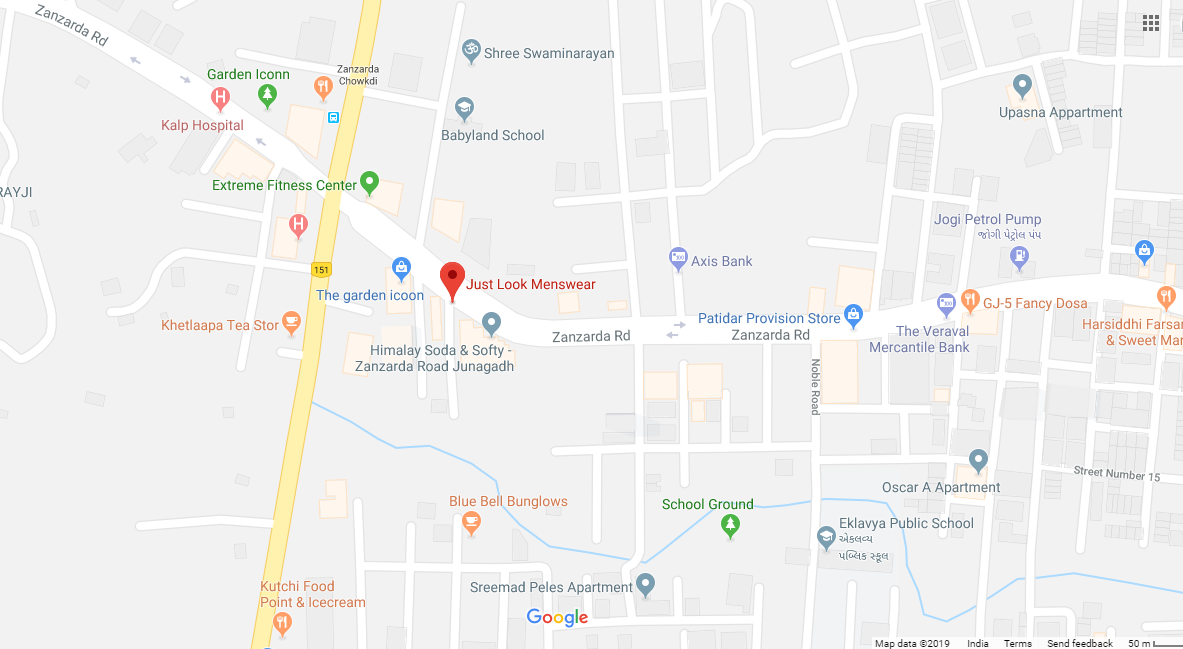 Zanzarda Rd
Garden Iconn
Zanzarda
Chowkdi
Shree Swaminarayan
Kalp Hospital
Babyland School
Upasna Appartment
RAYJI
Extreme Fitness Center
Jogi Petrol Pump
જોગી પેટ્રોલ પંપ
151
Axis Bank
The garden icoon
Just Look Menswear
GJ-5 Fancy Dosa
Khetlaapa Tea Stor
Patidar Provision Store
Zanzarda Rd
Zanzarda Rd
The Veraval
Mercantile Bank
Harsiddhi Farsar
& Sweet Mar
Himalay Soda & Softy -
Zanzarda Road Junagadh
Noble Road
Street Number 15
Oscar A Apartment
Blue Bell Bunglows
School Ground
Eklavya Public School
એકલવ્ય
પબ્લિક સ્કૂલ
Kutchi Food
Point & Icecream
Sreemad Peles Apartment
Google
Map data ©2019 India Terms Send feedback 50 m